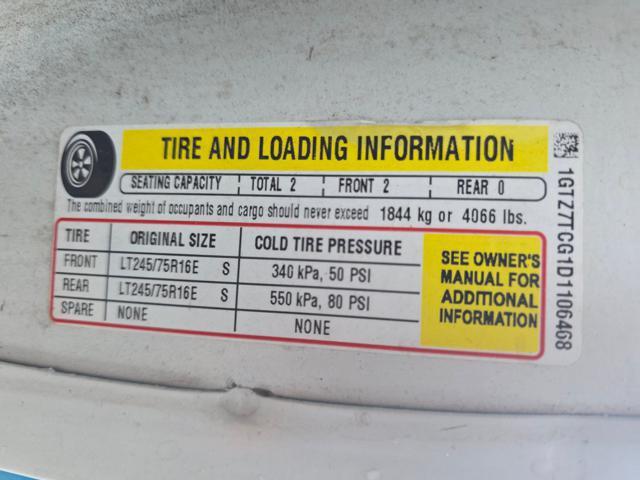 TIRE AND LOADING INFORMATION
SEATING CAPACITY TOTAL 2 FRONT 2 REAR 0
The combined weight of occupants and cargo should never exceed 1844 kg or 4066 lbs.
TIRE ORIGINAL SIZE COLD TIRE PRESSURE
FRONT LT245/75R16E S 340 kPa, 50 PSI
REAR LT245/75R16E S 550 kPa, 80 PSI
SPARE NONE NONE
SEE OWNER'S
MANUAL FOR
ADDITIONAL
INFORMATION
1GTZ7TCG1D1106468